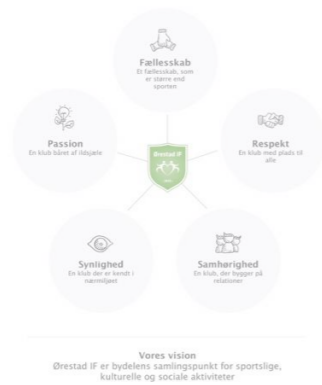 Fællesskab
Et fællesskab, som
er større end
sporten
Passion
En klub båret af ildsjæle
Respekt
En klub med plads til
alle
Ørestad IF
Synlighed
En klub der er kendt i
nærmiljøet
Samhørighed
En klub, der bygger på
relationer
Vores vision
Ørestad IF er bydelens samlingspunkt for sportslige,
kulturelle og sociale aktiviteter